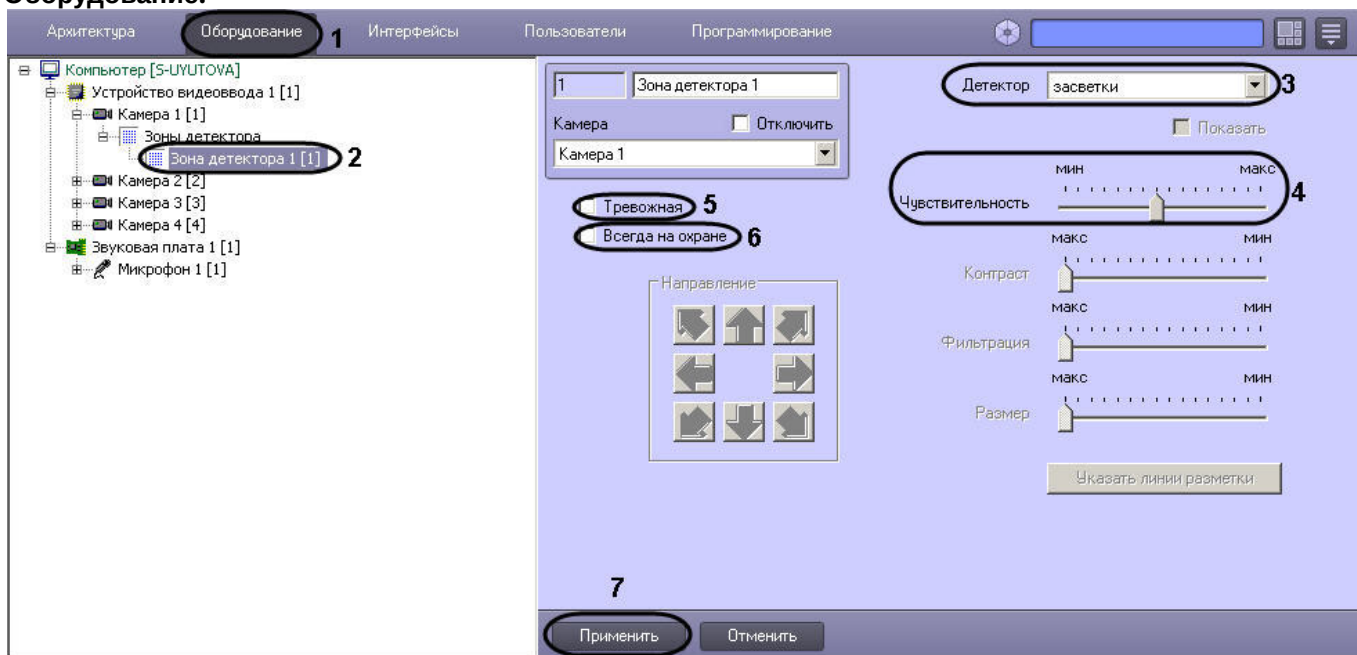 Оборудование.
Архитектура Оборудование 1 Интерфейсы Пользователи Программирование
Компьютер [S-UYUTOVA]
Устройство видеоввода 1 [1]
Камера 1 [1]
Зоны детектора
Зона детектора 1 [1] 2
Камера 2 [2]
Камера 3 [3]
Камера 4 [4]
Звуковая плата 1 [1]
Микрофон 1 [1]
1 Зона детектора 1
Камера Отключить
Камера 1
Тревожная 5
Всегда на охране 6
Направление
Детектор засветки 3
Показать
мин макс
Чувствительность 4
макс мин
Контраст
макс мин
Фильтрация
макс мин
Размер
Указать линии разметки
7
Применить Отменить